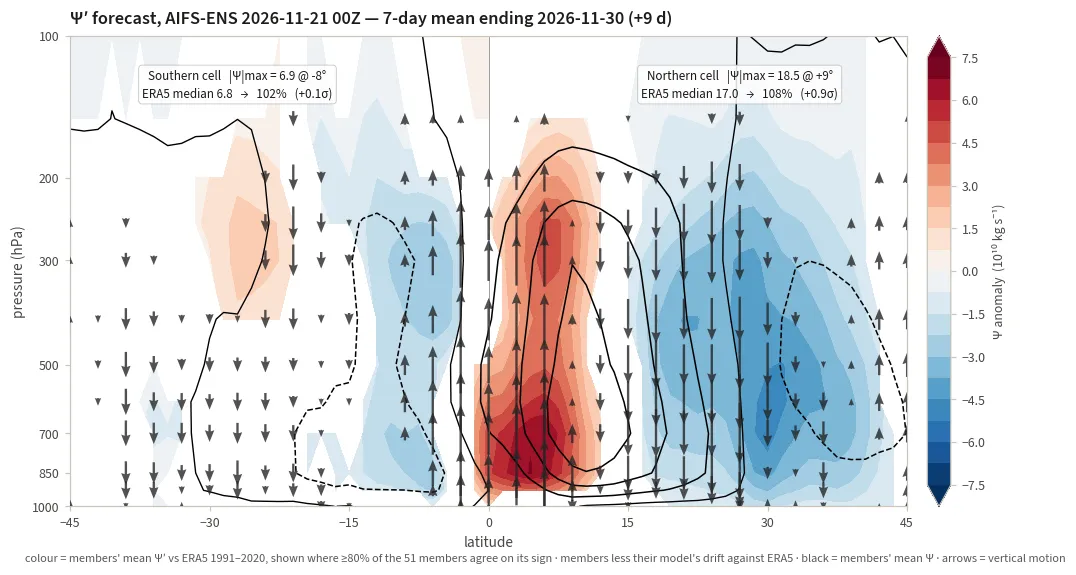 Ψ′ forecast, AIFS-ENS 2026-11-21 00Z — 7-day mean ending 2026-11-30 (+9 d)
Southern cell |Ψ|max = 6.9 @ -8°
ERA5 median 6.8 → 102% (+0.1σ)
Northern cell |Ψ|max = 18.5 @ +9°
ERA5 median 17.0 → 108% (+0.9σ)
pressure (hPa)
100
200
300
400
500
700
850
1000
−45
−30
−15
0
15
30
45
latitude
7.5
6.0
4.5
3.0
1.5
0.0
−1.5
−3.0
−4.5
−6.0
−7.5
Ψ anomaly (10¹⁰ kg s⁻¹)
colour = members' mean Ψ′ vs ERA5 1991–2020, shown where ≥80% of the 51 members agree on its sign · members less their model's drift against ERA5 · black = members' mean Ψ · arrows = vertical motion